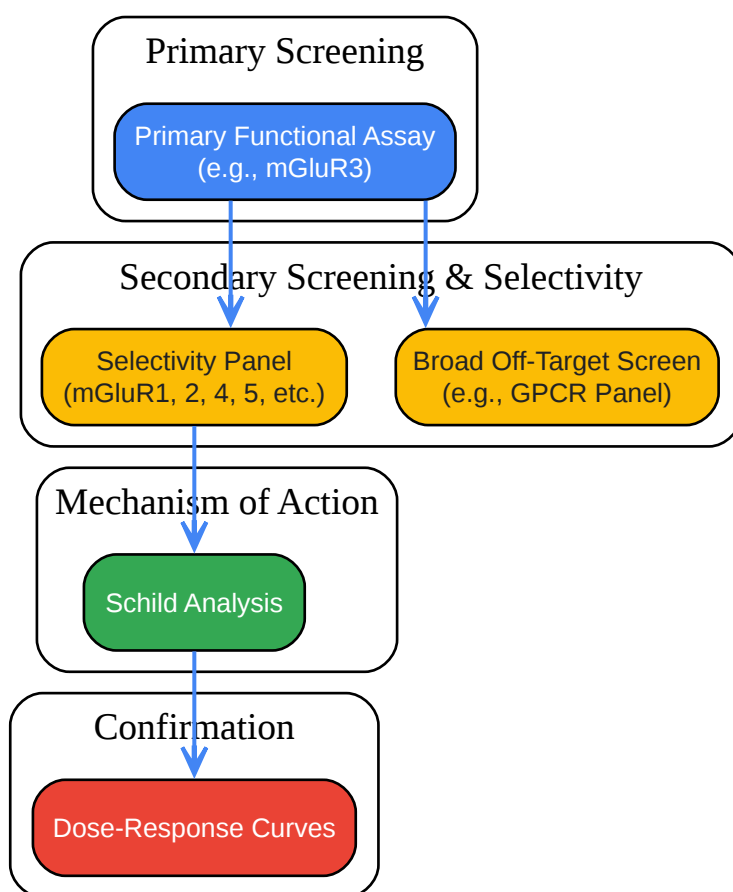 Primary Screening
Primary Functional Assay
(e.g., mGluR3)
Secondary Screening & Selectivity
Selectivity Panel
(mGluR1, 2, 4, 5, etc.)
Broad Off-Target Screen
(e.g., GPCR Panel)
Mechanism of Action
Schild Analysis
Confirmation
Dose-Response Curves